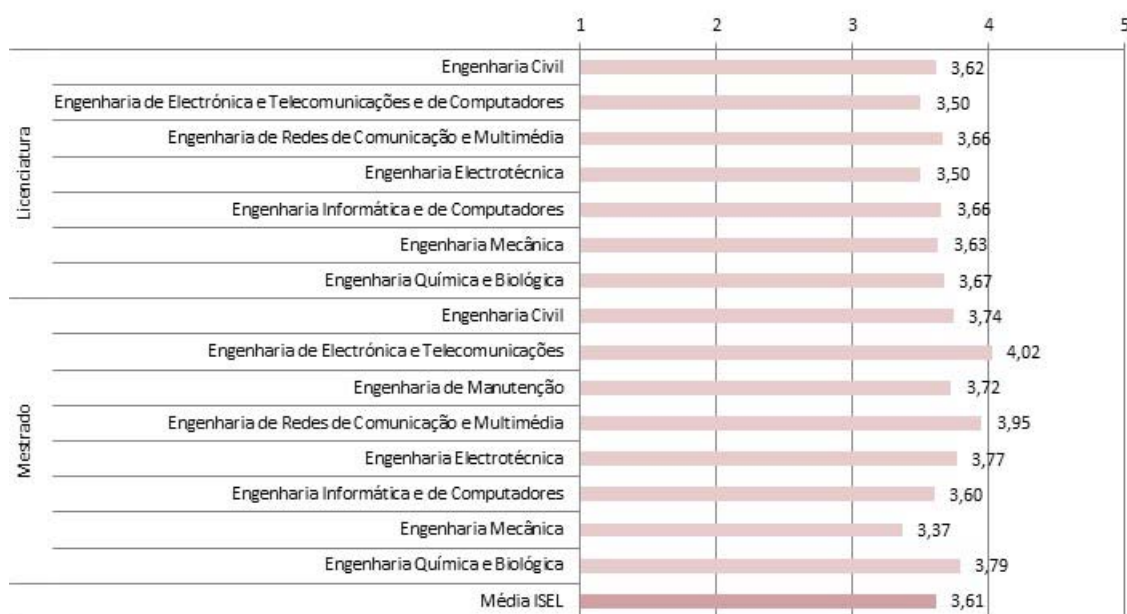 1 2 3 4 5
Licenciatura
Engenharia Civil 3,62
Engenharia de Electrónica e Telecomunicações e de Computadores 3,50
Engenharia de Redes de Comunicação e Multimédia 3,66
Engenharia Electrotécnica 3,50
Engenharia Informática e de Computadores 3,66
Engenharia Mecânica 3,63
Engenharia Química e Biológica 3,67
Mestrado
Engenharia Civil 3,74
Engenharia de Electrónica e Telecomunicações 4,02
Engenharia de Manutenção 3,72
Engenharia de Redes de Comunicação e Multimédia 3,95
Engenharia Electrotécnica 3,77
Engenharia Informática e de Computadores 3,60
Engenharia Mecânica 3,37
Engenharia Química e Biológica 3,79
Média ISEL 3,61